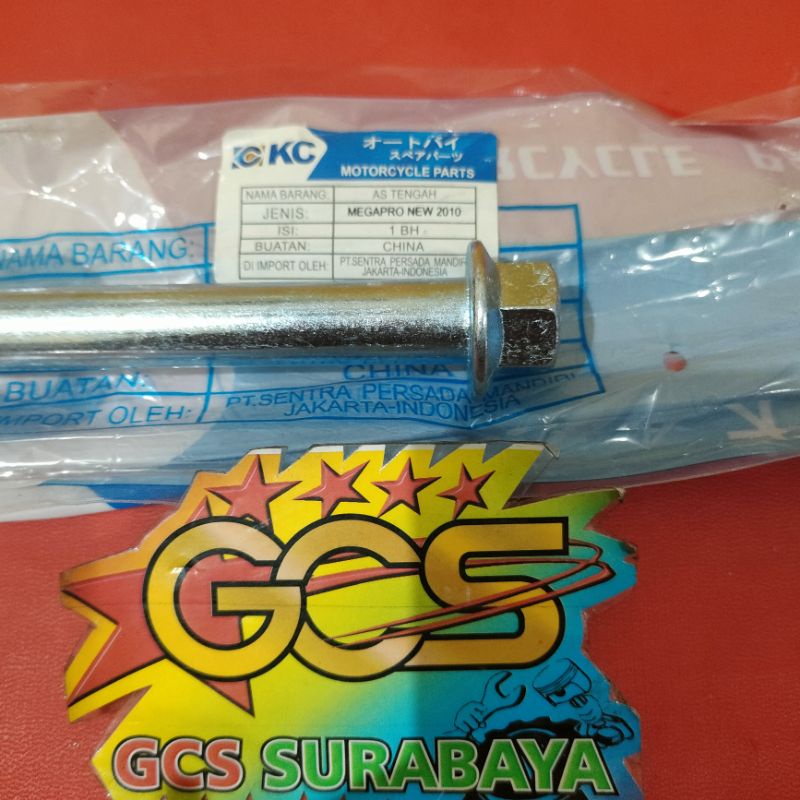 KC
オートバイ
スペアパーツ
MOTORCYCLE PARTS
NAMA BARANG: AS TENGAH
JENIS: MEGAPRO NEW 2010
ISI: 1 BH
BUATAN: CHINA
DI IMPORT OLEH: PT.SENTRA PERSADA MANDIRI
JAKARTA-INDONESIA
NAMA BARANG:
BUATAN: CHINA
IMPORT OLEH: PT.SENTRA PERSADA MANDIRI
JAKARTA-INDONESIA
GCS
GCS SURABAYA